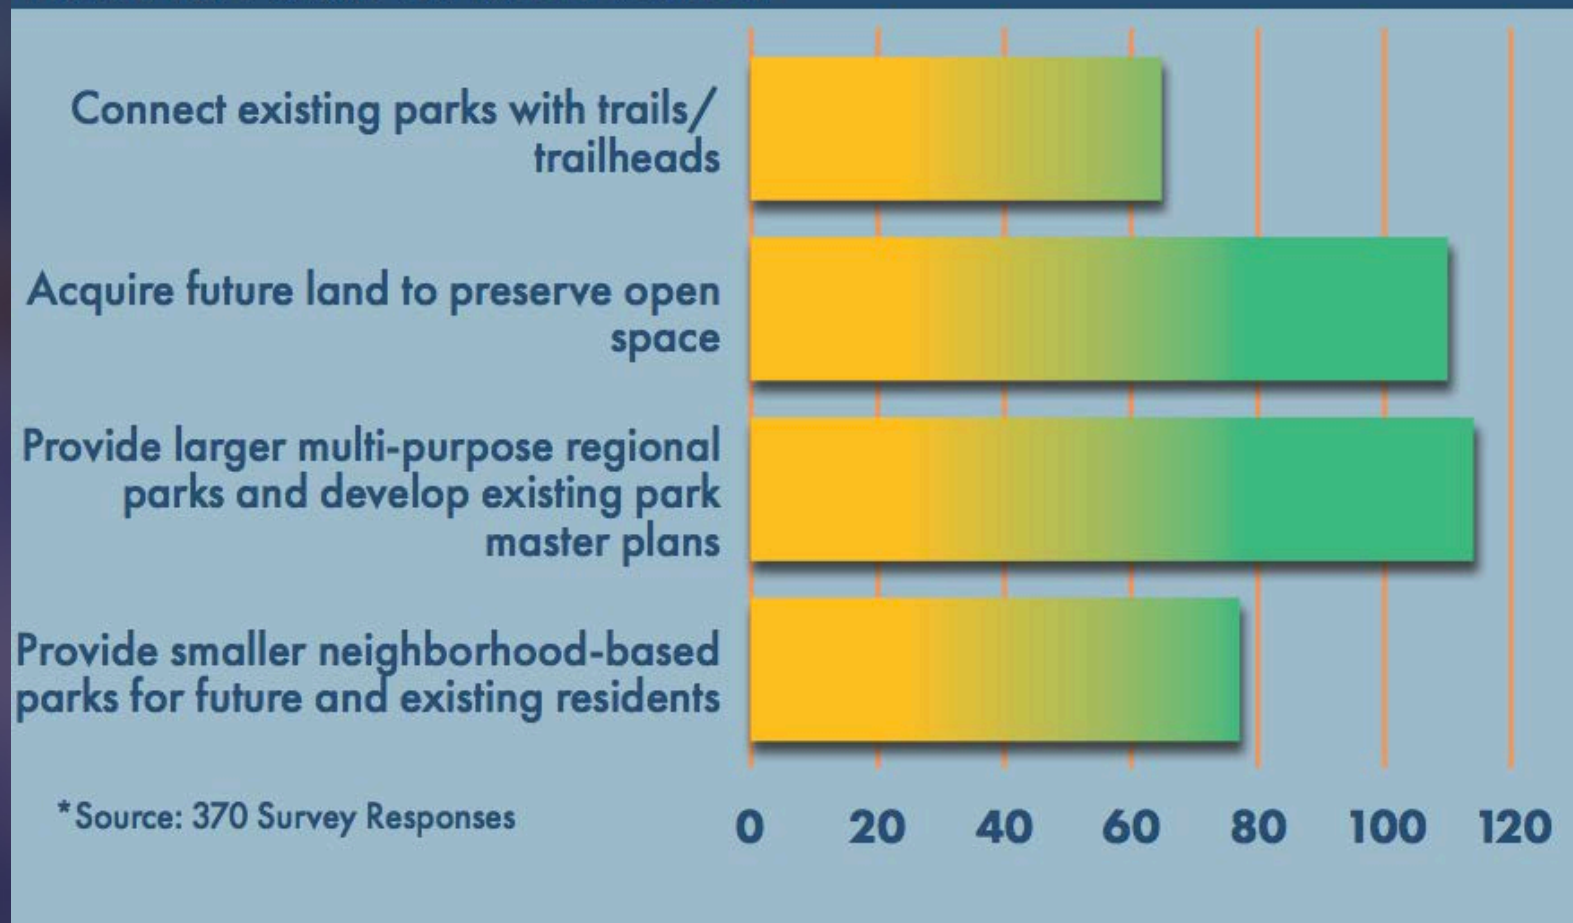 Connect existing parks with trails/
trailheads
Acquire future land to preserve open
space
Provide larger multi-purpose regional
parks and develop existing park
master plans
Provide smaller neighborhood-based
parks for future and existing residents
*Source: 370 Survey Responses
0 20 40 60 80 100 120